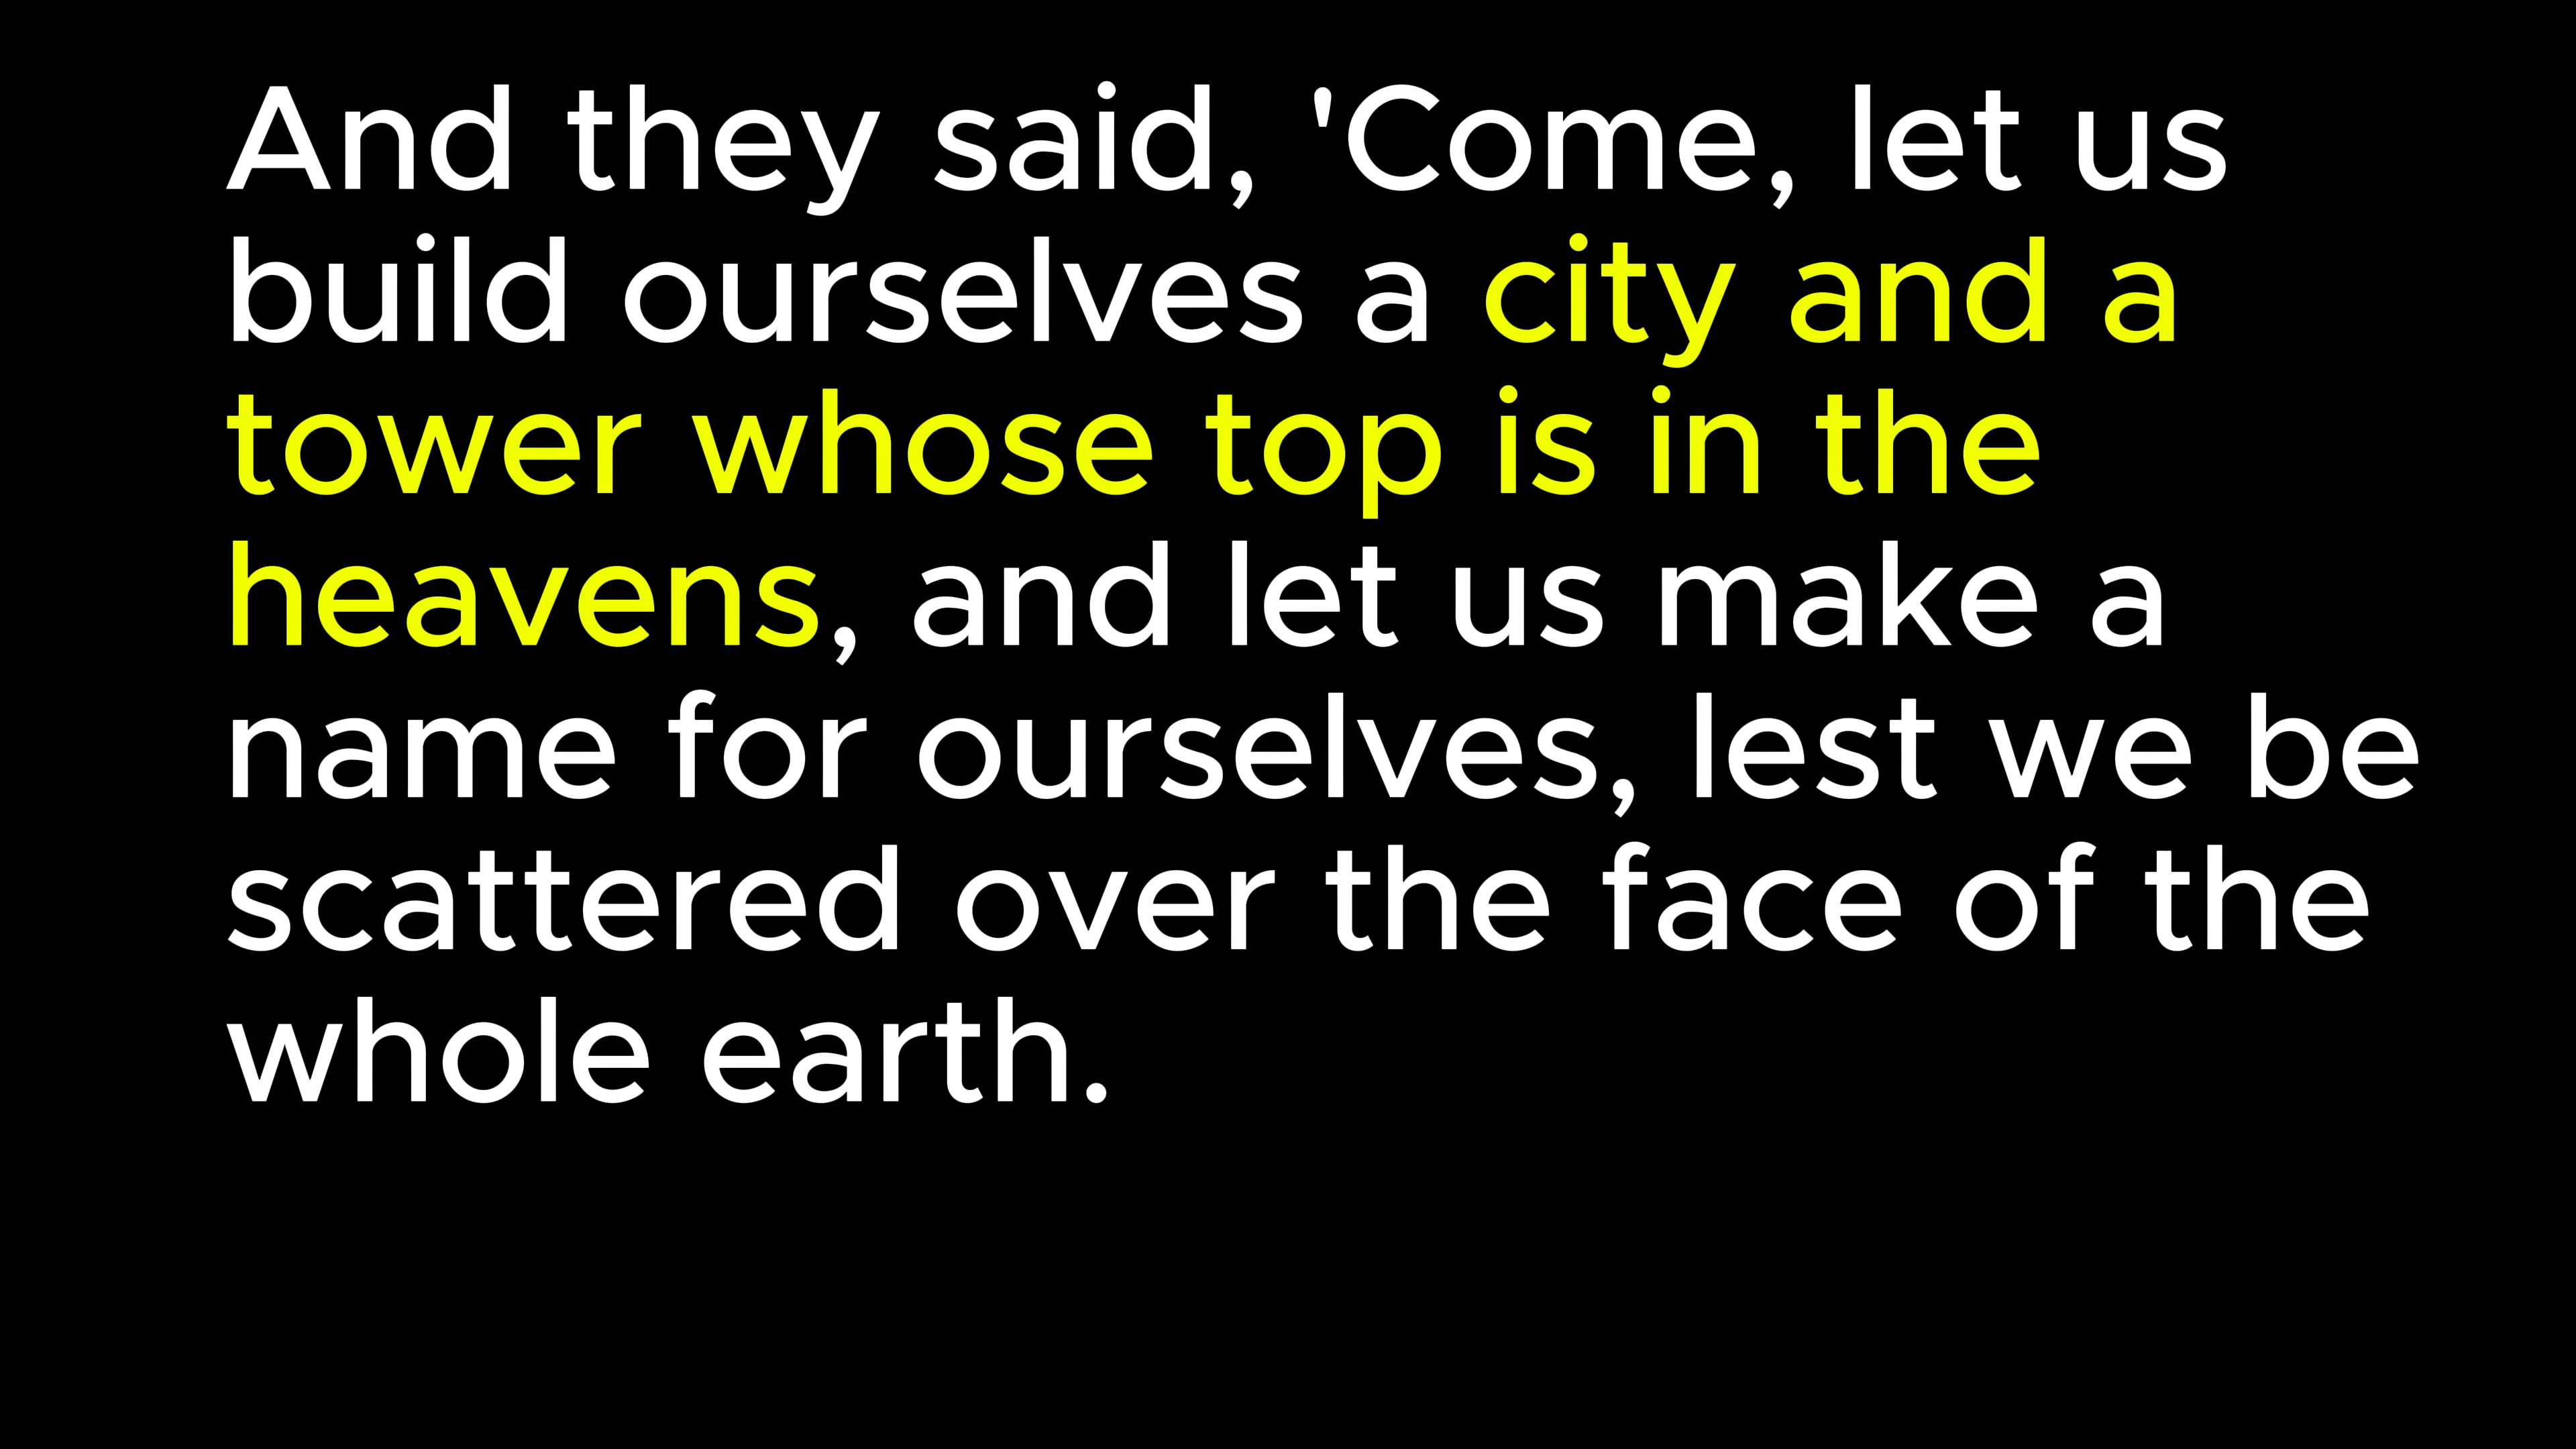 And they said, 'Come, let us
build ourselves a city and a
tower whose top is in the
heavens, and let us make a
name for ourselves, lest we be
scattered over the face of the
whole earth.